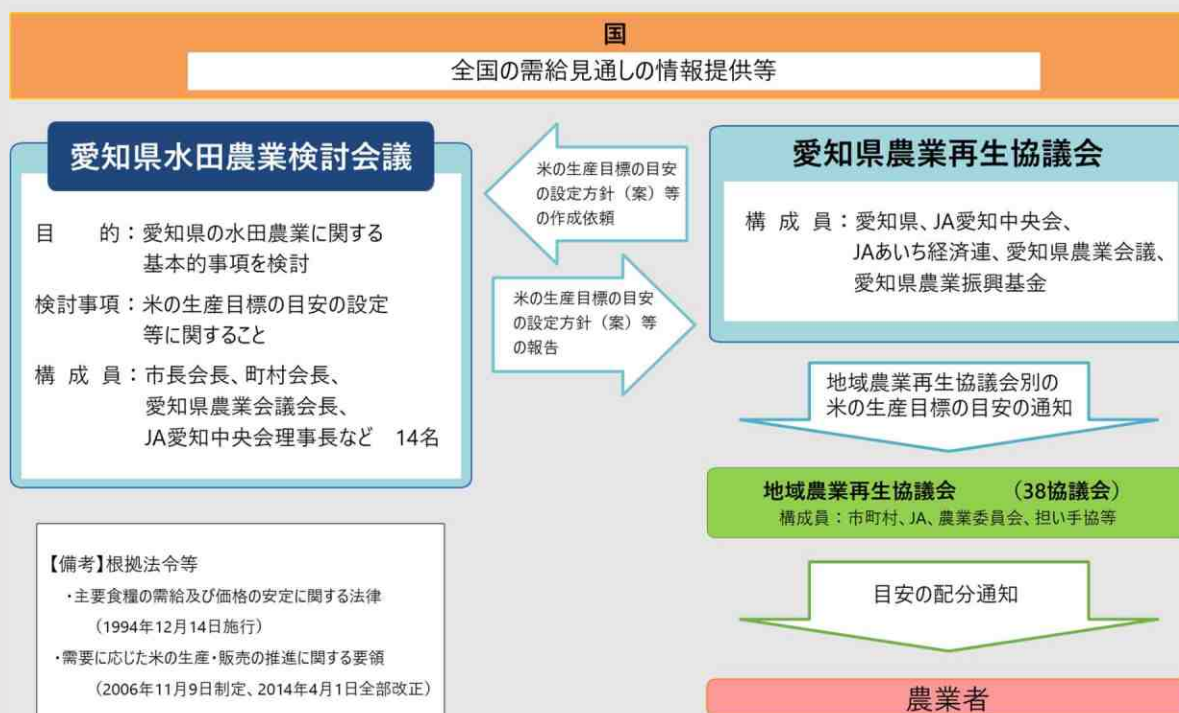 国
全国の需給見通しの情報提供等
愛知県水田農業検討会議
目　　的：愛知県の水田農業に関する
基本的事項を検討
検討事項：米の生産目標の目安の設定
等に関すること
構 成 員：市長会長、町村会長、
愛知県農業会議会長、
JA愛知中央会理事長など　14名
米の生産目標の目安
の設定方針（案）等
の作成依頼
米の生産目標の目安
の設定方針（案）等
の報告
愛知県農業再生協議会
構 成 員：愛知県、JA愛知中央会、
JAあいち経済連、愛知県農業会議、
愛知県農業振興基金
地域農業再生協議会別の
米の生産目標の目安の通知
地域農業再生協議会　　（38協議会）
構成員：市町村、JA、農業委員会、担い手協等
目安の配分通知
農業者
【備考】根拠法令等
・主要食糧の需給及び価格の安定に関する法律
（1994年12月14日施行）
・需要に応じた米の生産・販売の推進に関する要領
（2006年11月9日制定、2014年4月1日全部改正）